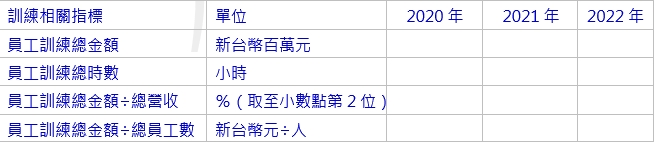 訓練相關指標 單位 2020 年 2021 年 2022 年
員工訓練總金額 新台幣百萬元
員工訓練總時數 小時
員工訓練總金額÷總營收 %（取至小數點第 2 位）
員工訓練總金額÷總員工數 新台幣元÷人